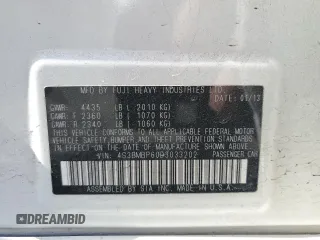 MFD BY FUJI HEAVY INDUSTRIES LTD.
DATE 01/13
GVWR: 4435 LB ( 2010 KG)
GAWR: F 2360 LB ( 1070 KG)
GAWR: R 2340 LB ( 1060 KG)
THIS VEHICLE CONFORMS TO ALL APPLICABLE FEDERAL MOTOR
VEHICLE SAFETY, BUMPER, AND THEFT PREVENTION STANDARDS
IN EFFECT ON THE DATE OF MANUFACTURE SHOWN ABOVE.
VIN: PASSENGER CAR
ASSEMBLED BY SIA INC. MADE IN U.S.A.
DREAMBID